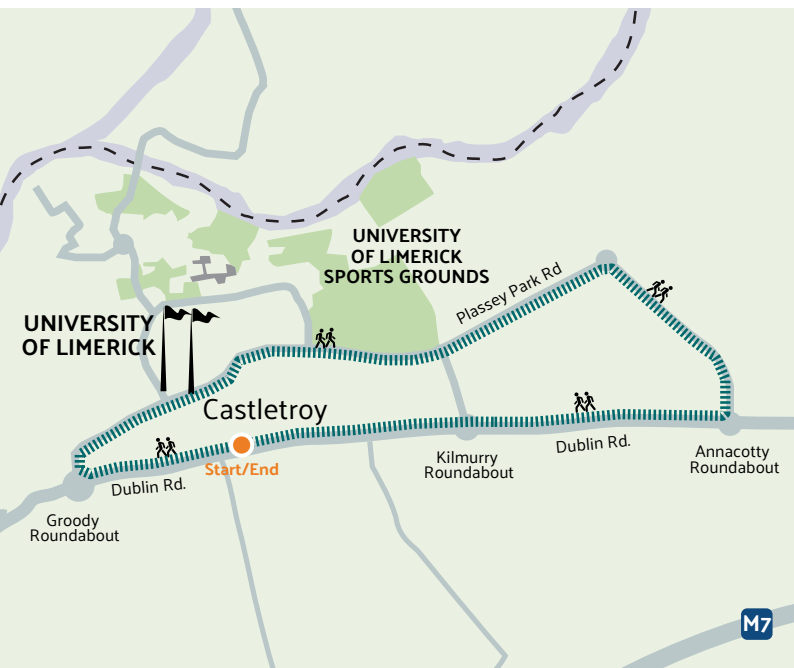 UNIVERSITY
OF LIMERICK
SPORTS GROUNDS
Plassey Park Rd
UNIVERSITY
OF LIMERICK
Castletroy
Start/End
Dublin Rd.
Dublin Rd.
Kilmurry
Roundabout
Annacotty
Roundabout
Groody
Roundabout
M7